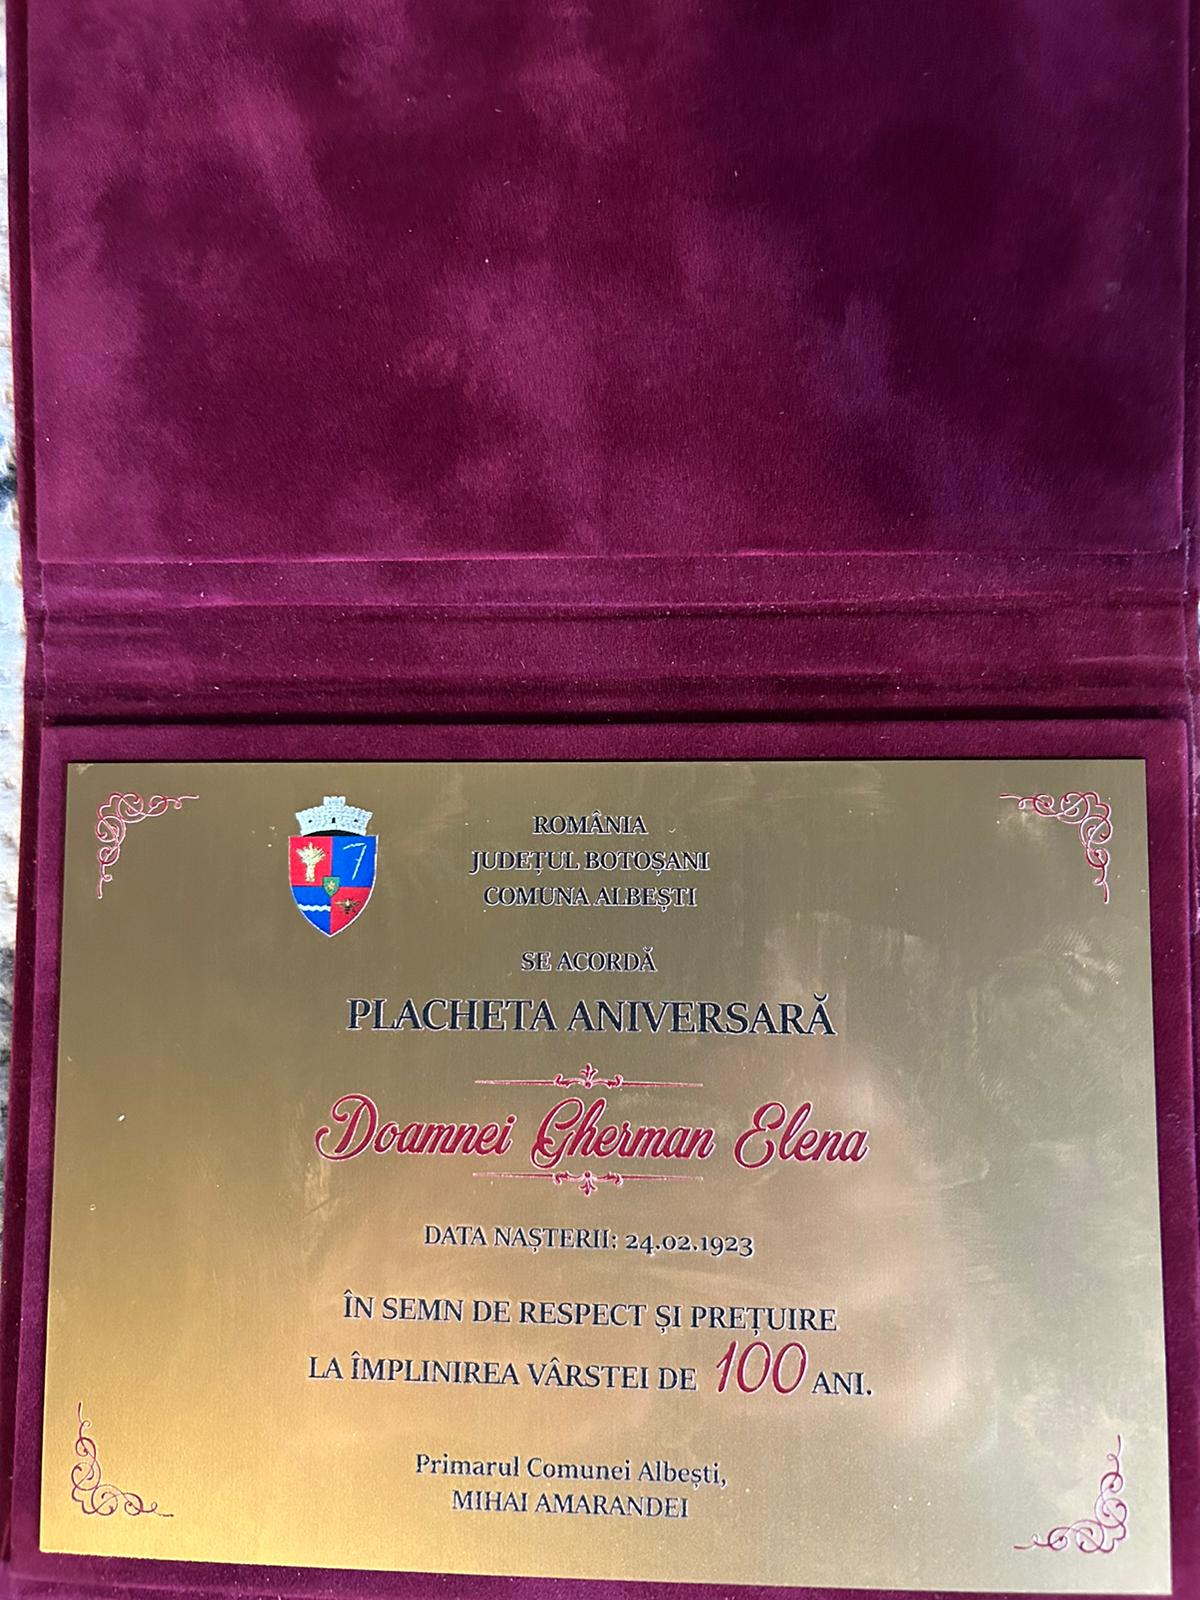 ROMÂNIA
JUDEȚUL BOTOȘANI
COMUNA ALBEȘTI
SE ACORDĂ
PLACHETA ANIVERSARĂ
Doamnei Gherman Elena
DATA NAȘTERII: 24.02.1923
ÎN SEMN DE RESPECT ȘI PREȚUIRE
LA ÎMPLINIREA VÂRSTEI DE 100 ANI.
Primarul Comunei Albești,
MIHAI AMARANDEI